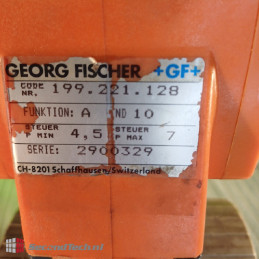 GEORG FISCHER +GF+
CODE NR. 199.221.128
FUNKTION: A ND 10
STEUER P MIN 4,5 STEUER P MAX 7
SERIE: 2900329
CH-8201 Schaffhausen/Switzerland